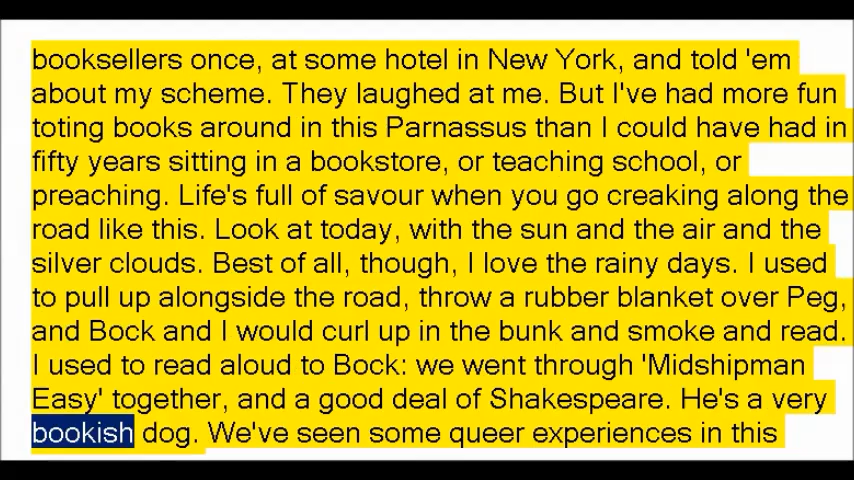 booksellers once, at some hotel in New York, and told 'em
about my scheme. They laughed at me. But I've had more fun
toting books around in this Parnassus than I could have had in
fifty years sitting in a bookstore, or teaching school, or
preaching. Life's full of savour when you go creaking along the
road like this. Look at today, with the sun and the air and the
silver clouds. Best of all, though, I love the rainy days. I used
to pull up alongside the road, throw a rubber blanket over Peg,
and Bock and I would curl up in the bunk and smoke and read.
I used to read aloud to Bock: we went through 'Midshipman
Easy' together, and a good deal of Shakespeare. He's a very
bookish dog. We've seen some queer experiences in this